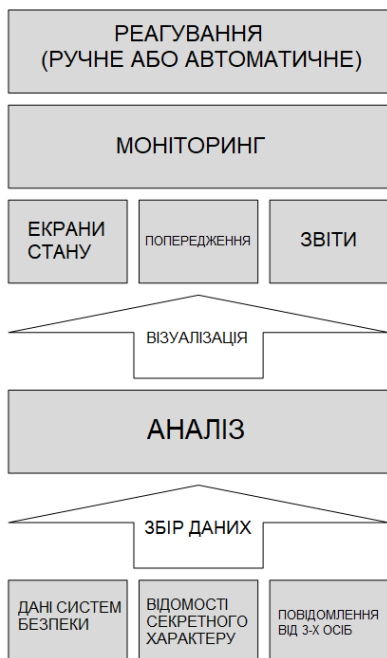 РЕАГУВАННЯ
(РУЧНЕ АБО АВТОМАТИЧНЕ)
МОНІТОРИНГ
ЕКРАНИ
СТАНУ
ПОПЕРЕДЖЕННЯ
ЗВІТИ
ВІЗУАЛІЗАЦІЯ
АНАЛІЗ
ЗБІР ДАНИХ
ДАНІ СИСТЕМ
БЕЗПЕКИ
ВІДОМОСТІ
СЕКРЕТНОГО
ХАРАКТЕРУ
ПОВІДОМЛЕННЯ
ВІД 3-Х ОСІБ